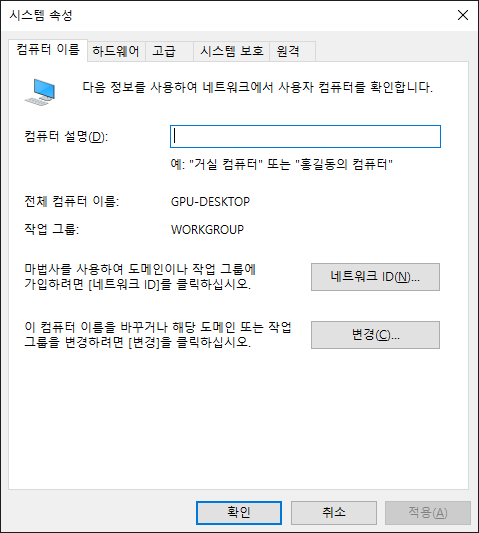 시스템 속성
컴퓨터 이름 하드웨어 고급 시스템 보호 원격
다음 정보를 사용하여 네트워크에서 사용자 컴퓨터를 확인합니다.
컴퓨터 설명(D):
예: "거실 컴퓨터" 또는 "홍길동의 컴퓨터"
전체 컴퓨터 이름: GPU-DESKTOP
작업 그룹: WORKGROUP
마법사를 사용하여 도메인이나 작업 그룹에
가입하려면 [네트워크 ID]를 클릭하십시오.
네트워크 ID(N)...
이 컴퓨터 이름을 바꾸거나 해당 도메인 또는 작업
그룹을 변경하려면 [변경]을 클릭하십시오.
변경(C)...
확인 취소 적용(A)